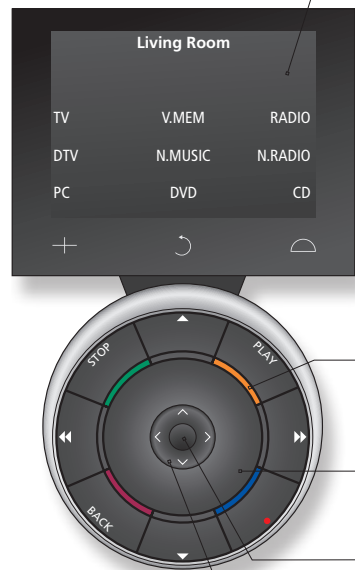 Living Room
TV V.MEM RADIO
DTV N.MUSIC N.RADIO
PC DVD CD
STOP PLAY
BACK